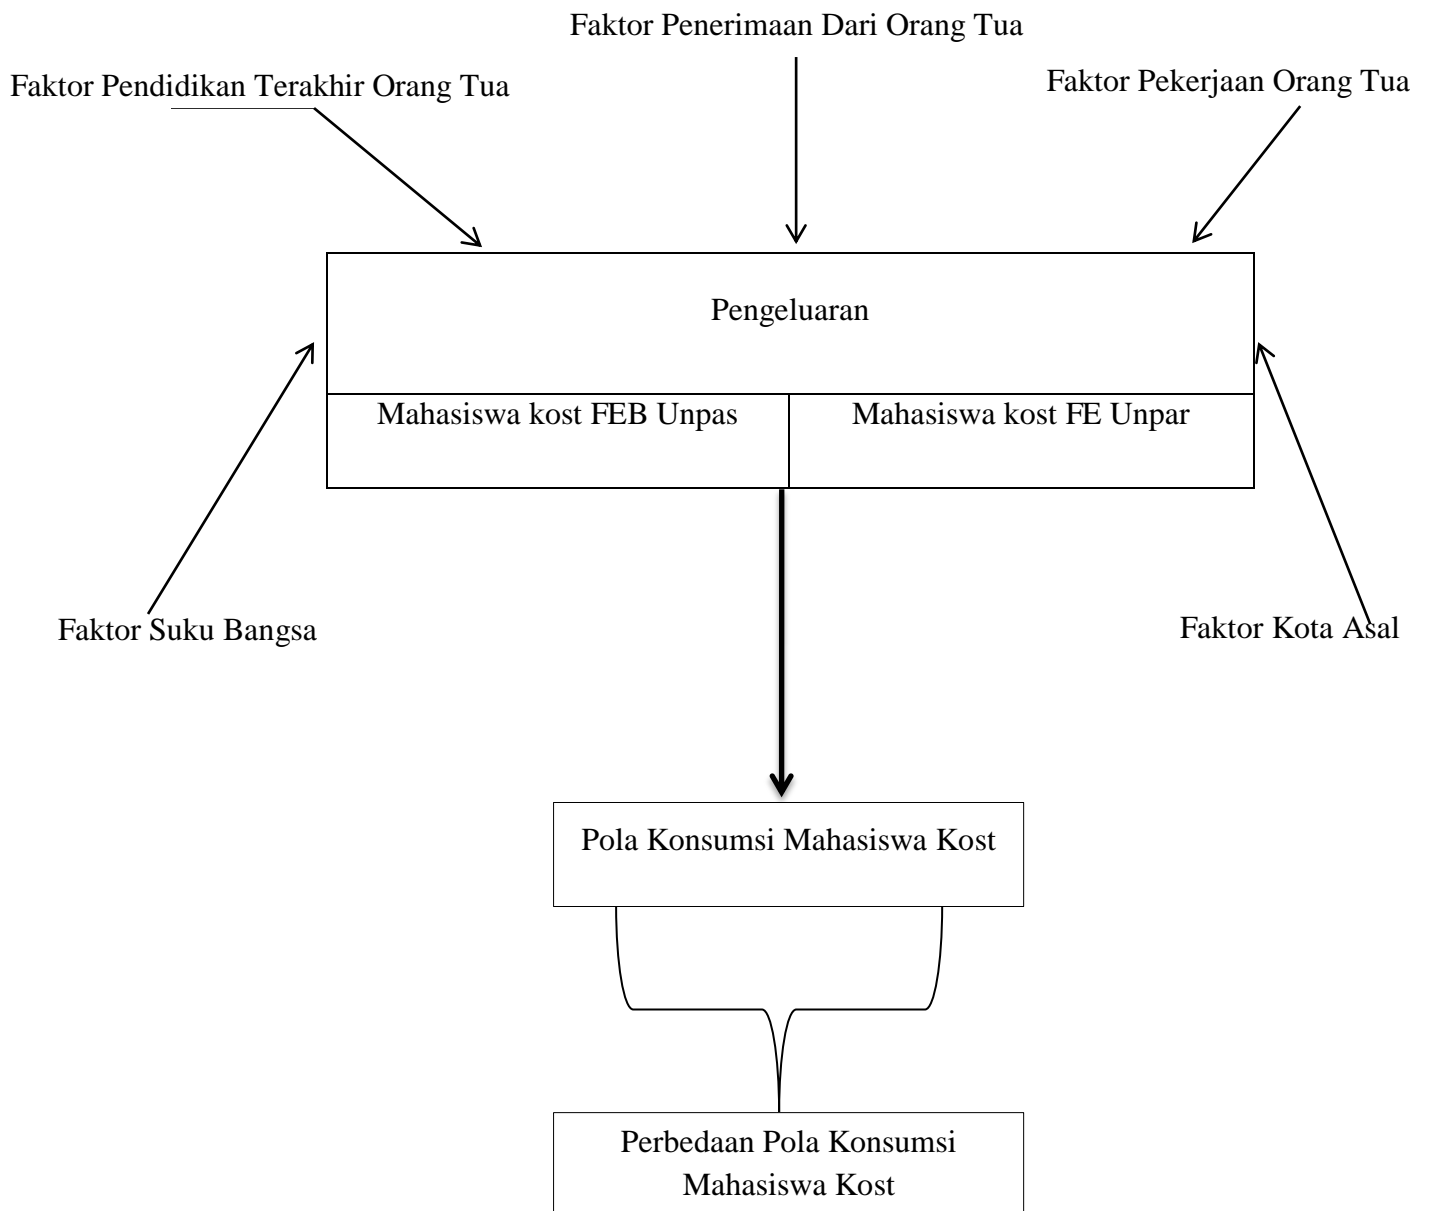 Faktor Penerimaan Dari Orang Tua
Faktor Pendidikan Terakhir Orang Tua
Faktor Pekerjaan Orang Tua
Pengeluaran
Mahasiswa kost FEB Unpas
Mahasiswa kost FE Unpar
Faktor Suku Bangsa
Faktor Kota Asal
Pola Konsumsi Mahasiswa Kost
Perbedaan Pola Konsumsi
Mahasiswa Kost